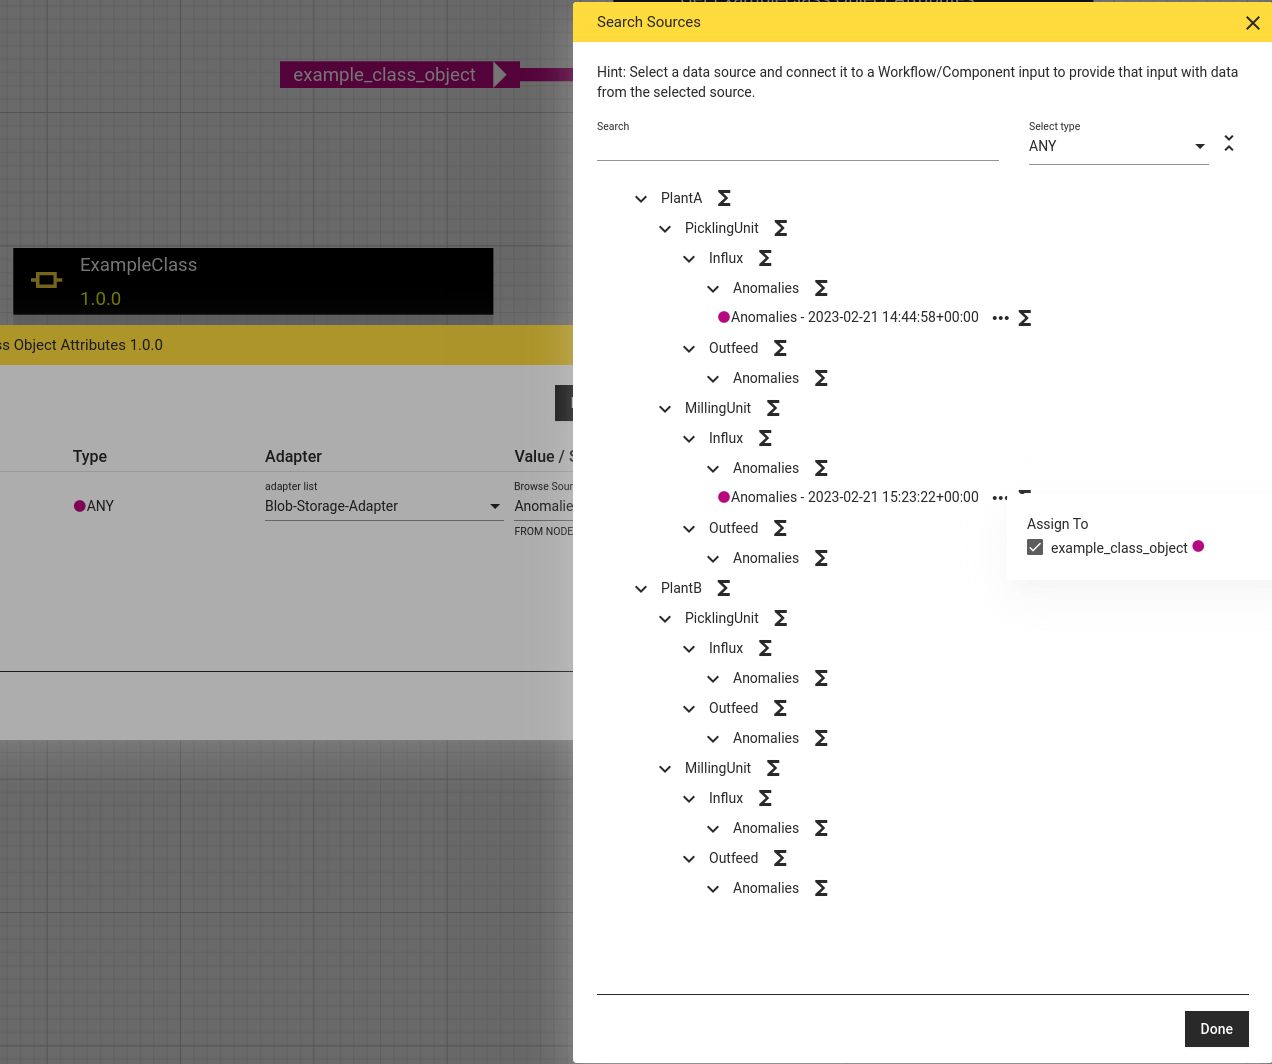 Search Sources
Hint: Select a data source and connect it to a Workflow/Component input to provide that input with data
from the selected source.
Search
Select type
ANY
PlantA
PicklingUnit
Influx
Anomalies
Anomalies - 2023-02-21 14:44:58+00:00
Outfeed
Anomalies
MillingUnit
Influx
Anomalies
Anomalies - 2023-02-21 15:23:22+00:00
Outfeed
Anomalies
PlantB
PicklingUnit
Influx
Anomalies
Outfeed
Anomalies
MillingUnit
Influx
Anomalies
Outfeed
Anomalies
Assign To
example_class_object
Done
example_class_object
ExampleClass
1.0.0
ss Object Attributes 1.0.0
Type
Adapter
Value / S
ANY
adapter list
Blob-Storage-Adapter
Browse Sour
Anomalie
FROM NODE